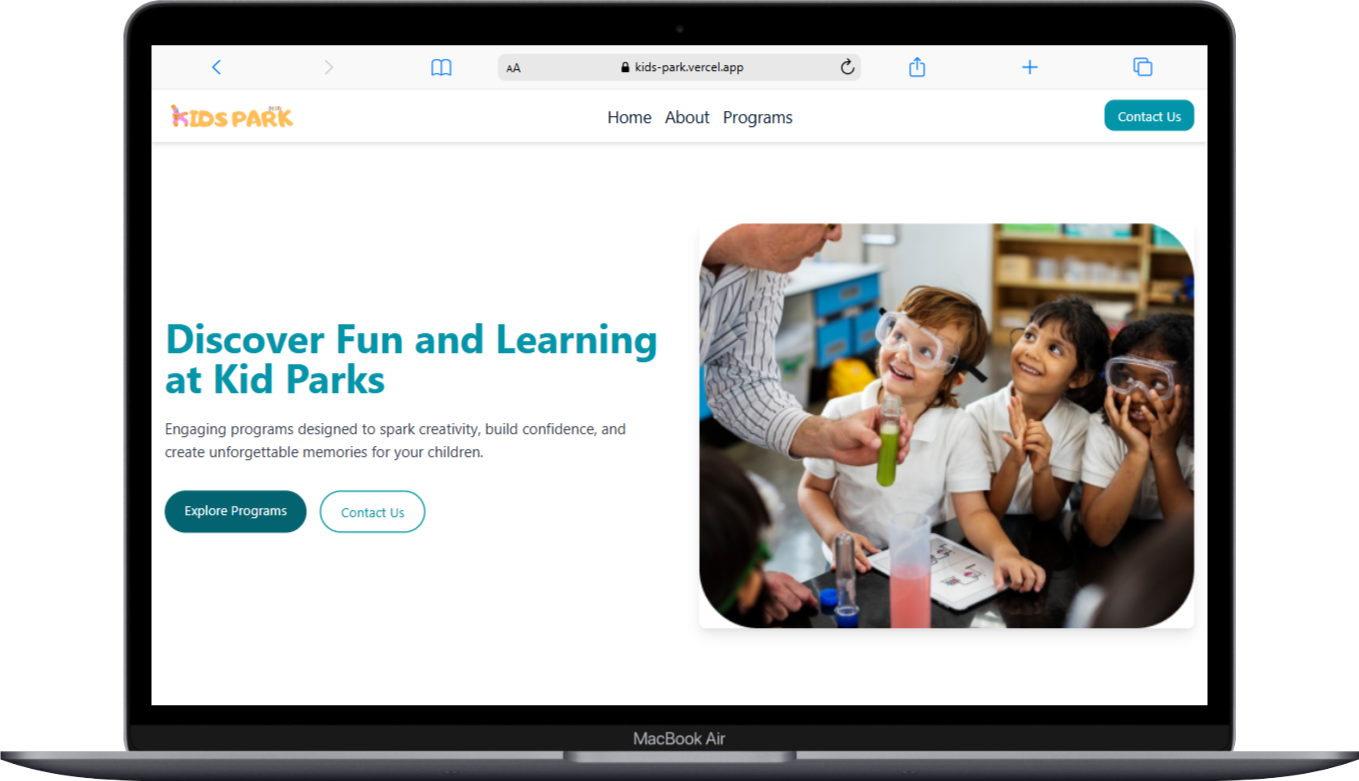 AA kids-park.vercel.app
KIDS PARK
Home About Programs
Contact Us
Discover Fun and Learning
at Kid Parks
Engaging programs designed to spark creativity, build confidence, and
create unforgettable memories for your children.
Explore Programs
Contact Us
MacBook Air